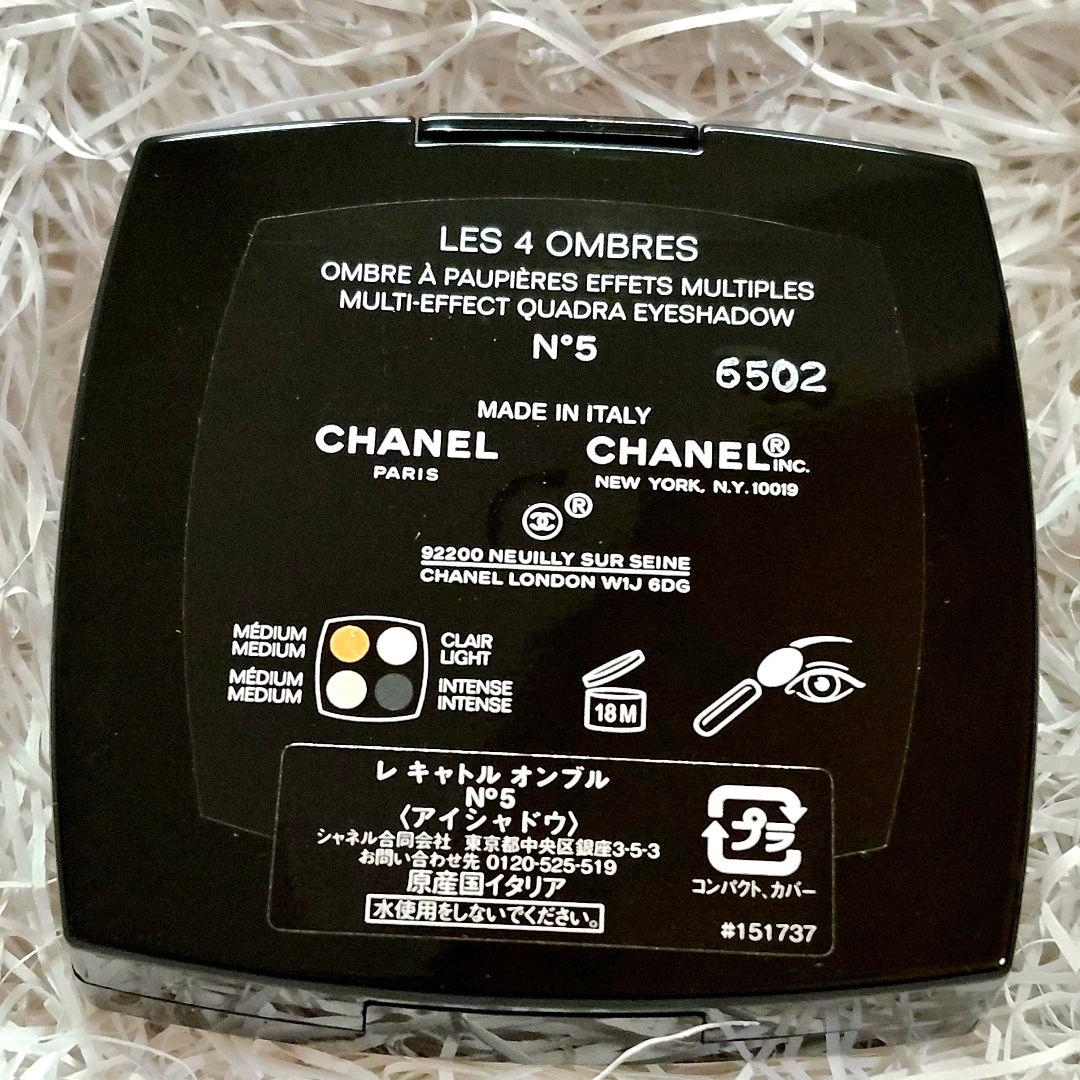 LES 4 OMBRES
OMBRE À PAUPIÈRES EFFETS MULTIPLES
MULTI-EFFECT QUADRA EYESHADOW
N°5
6502
MADE IN ITALY
CHANEL
PARIS
CHANEL® INC.
NEW YORK, N.Y. 10019
®
92200 NEUILLY SUR SEINE
CHANEL LONDON W1J 6DG
MÉDIUM
MEDIUM
CLAIR
LIGHT
MÉDIUM
MEDIUM
INTENSE
INTENSE
18M
レ キャトル オンブル
N°5
〈アイシャドウ〉
シャネル合同会社 東京都中央区銀座3-5-3
お問い合わせ先 0120-525-519
原産国イタリア
水使用をしないでください。
プラ
コンパクト、カバー
#151737